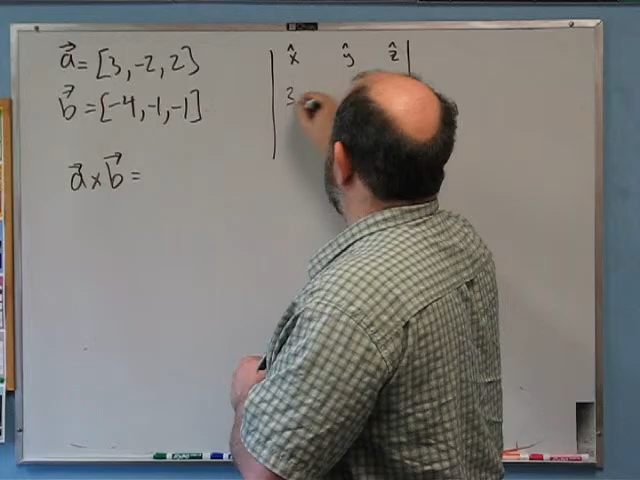 a⃗ = [3, -2, 2}
b⃗ = [-4, -1, -1]
x̂ ŷ ẑ
3
a⃗ x b⃗ =